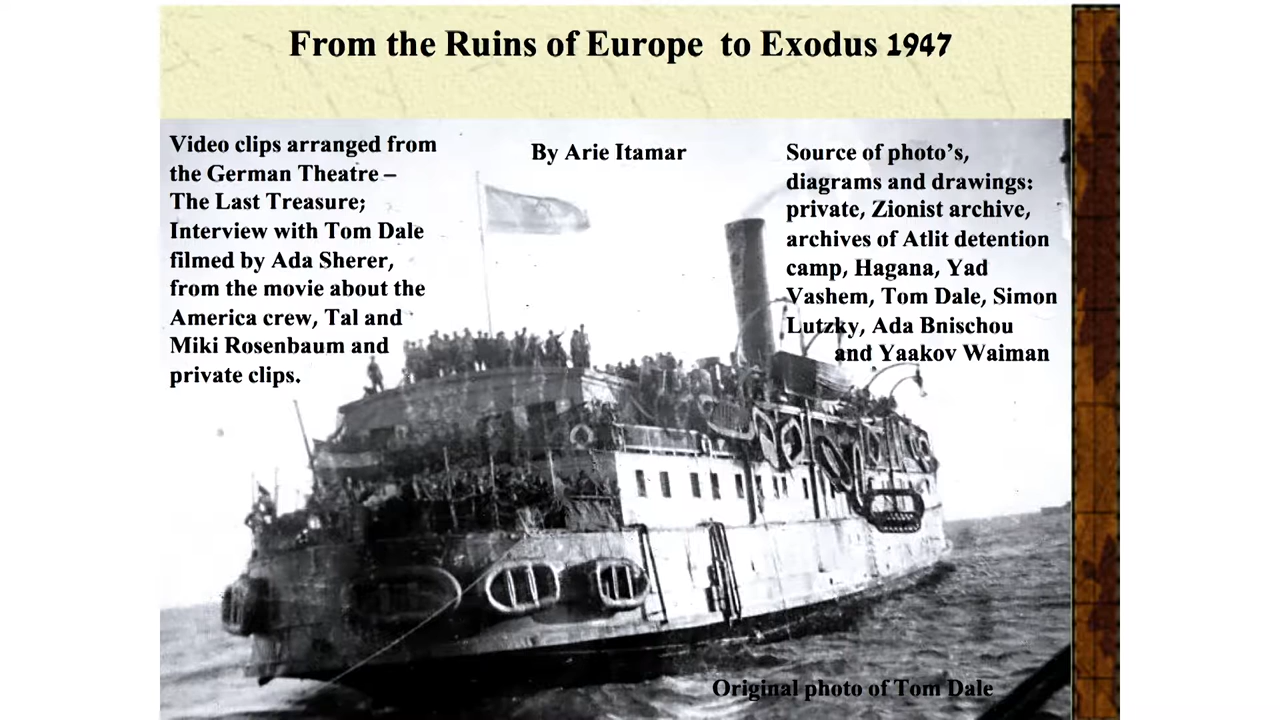 From the Ruins of Europe to Exodus 1947
Video clips arranged from
the German Theatre –
The Last Treasure;
Interview with Tom Dale
filmed by Ada Sherer,
from the movie about the
America crew, Tal and
Miki Rosenbaum and
private clips.
By Arie Itamar
Source of photo's,
diagrams and drawings:
private, Zionist archive,
archives of Atlit detention
camp, Hagana, Yad
Vashem, Tom Dale, Simon
Lutzky, Ada Bnischou
and Yaakov Waiman
Original photo of Tom Dale